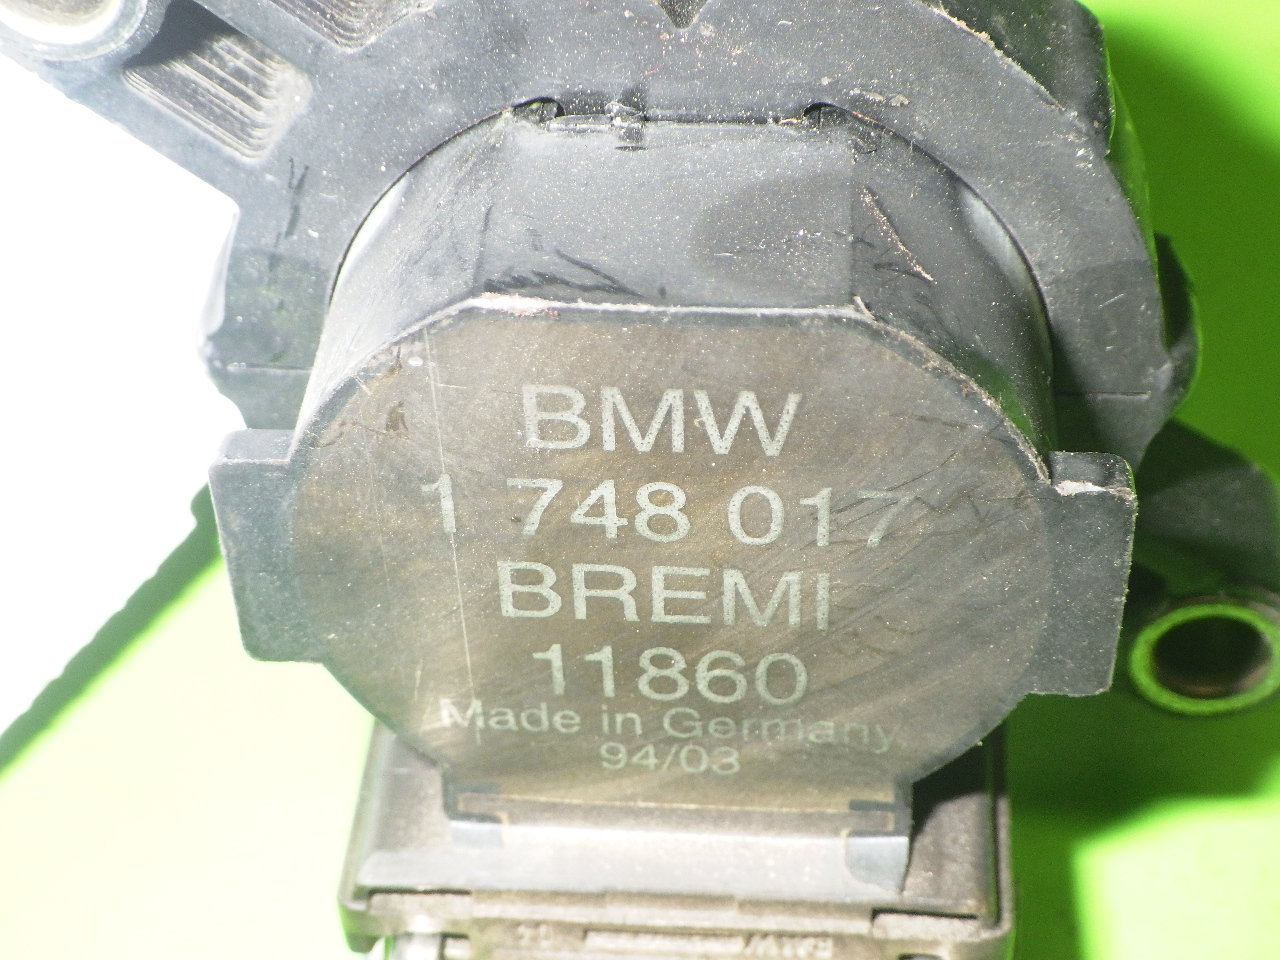 BMW
1 748 017
BREMI
11860
Made in Germany
94/03